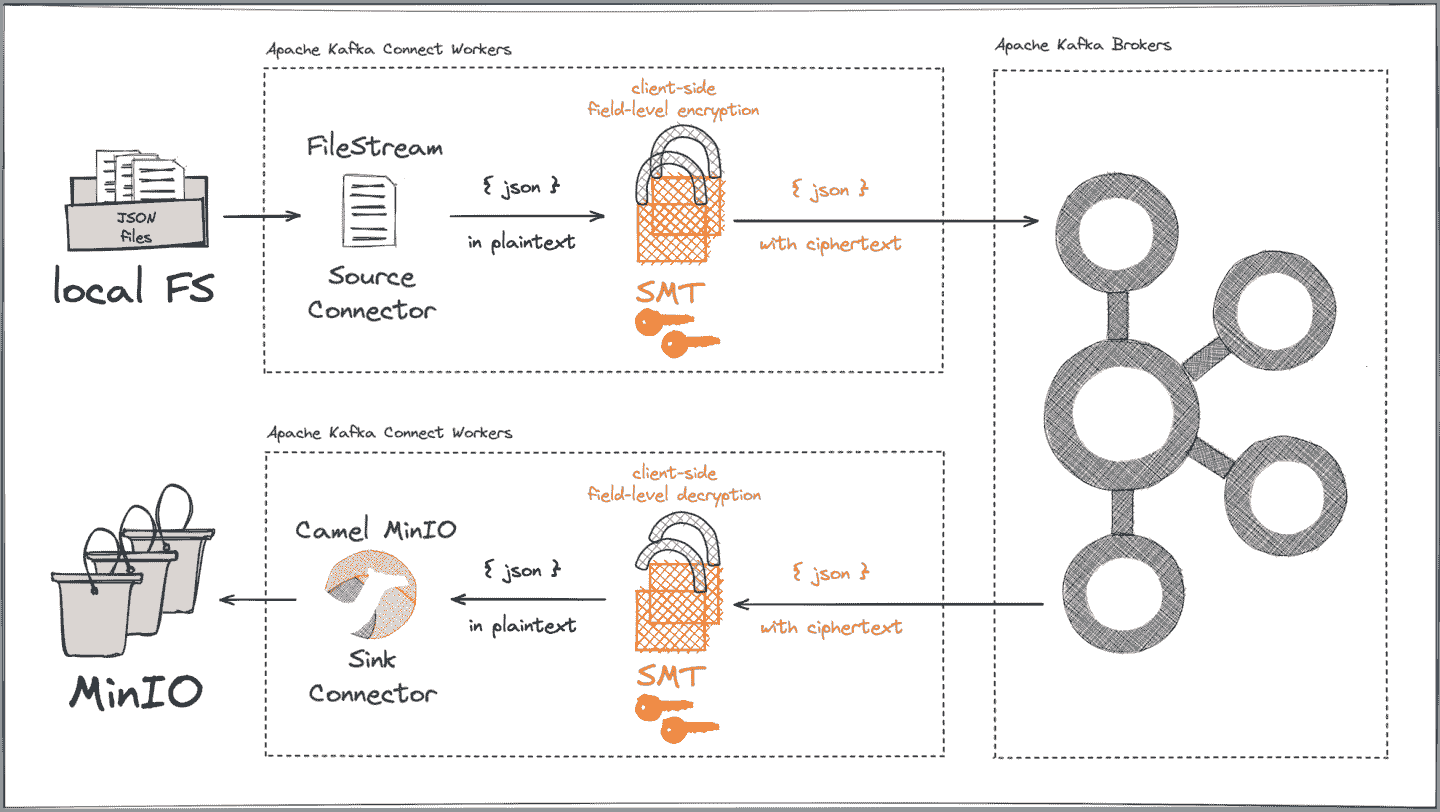 Apache Kafka Connect Workers
Apache Kafka Brokers
client-side
field-level encryption
FileStream
{ json }
{ json }
JSON
files
in plaintext
with ciphertext
local FS
Source
Connector
SMT
Apache Kafka Connect Workers
client-side
field-level decryption
Camel MinIO
{ json }
{ json }
in plaintext
with ciphertext
Sink
Connector
SMT
MinIO